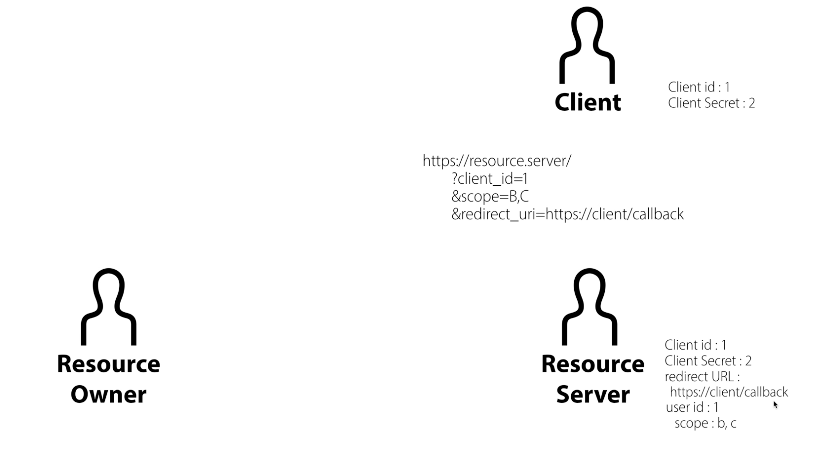 Client
Client id : 1
Client Secret : 2
https://resource.server/
?client_id=1
&scope=B,C
&redirect_uri=https://client/callback
Resource
Owner
Resource
Server
Client id : 1
Client Secret : 2
redirect URL :
https://client/callback
user id : 1
scope : b, c